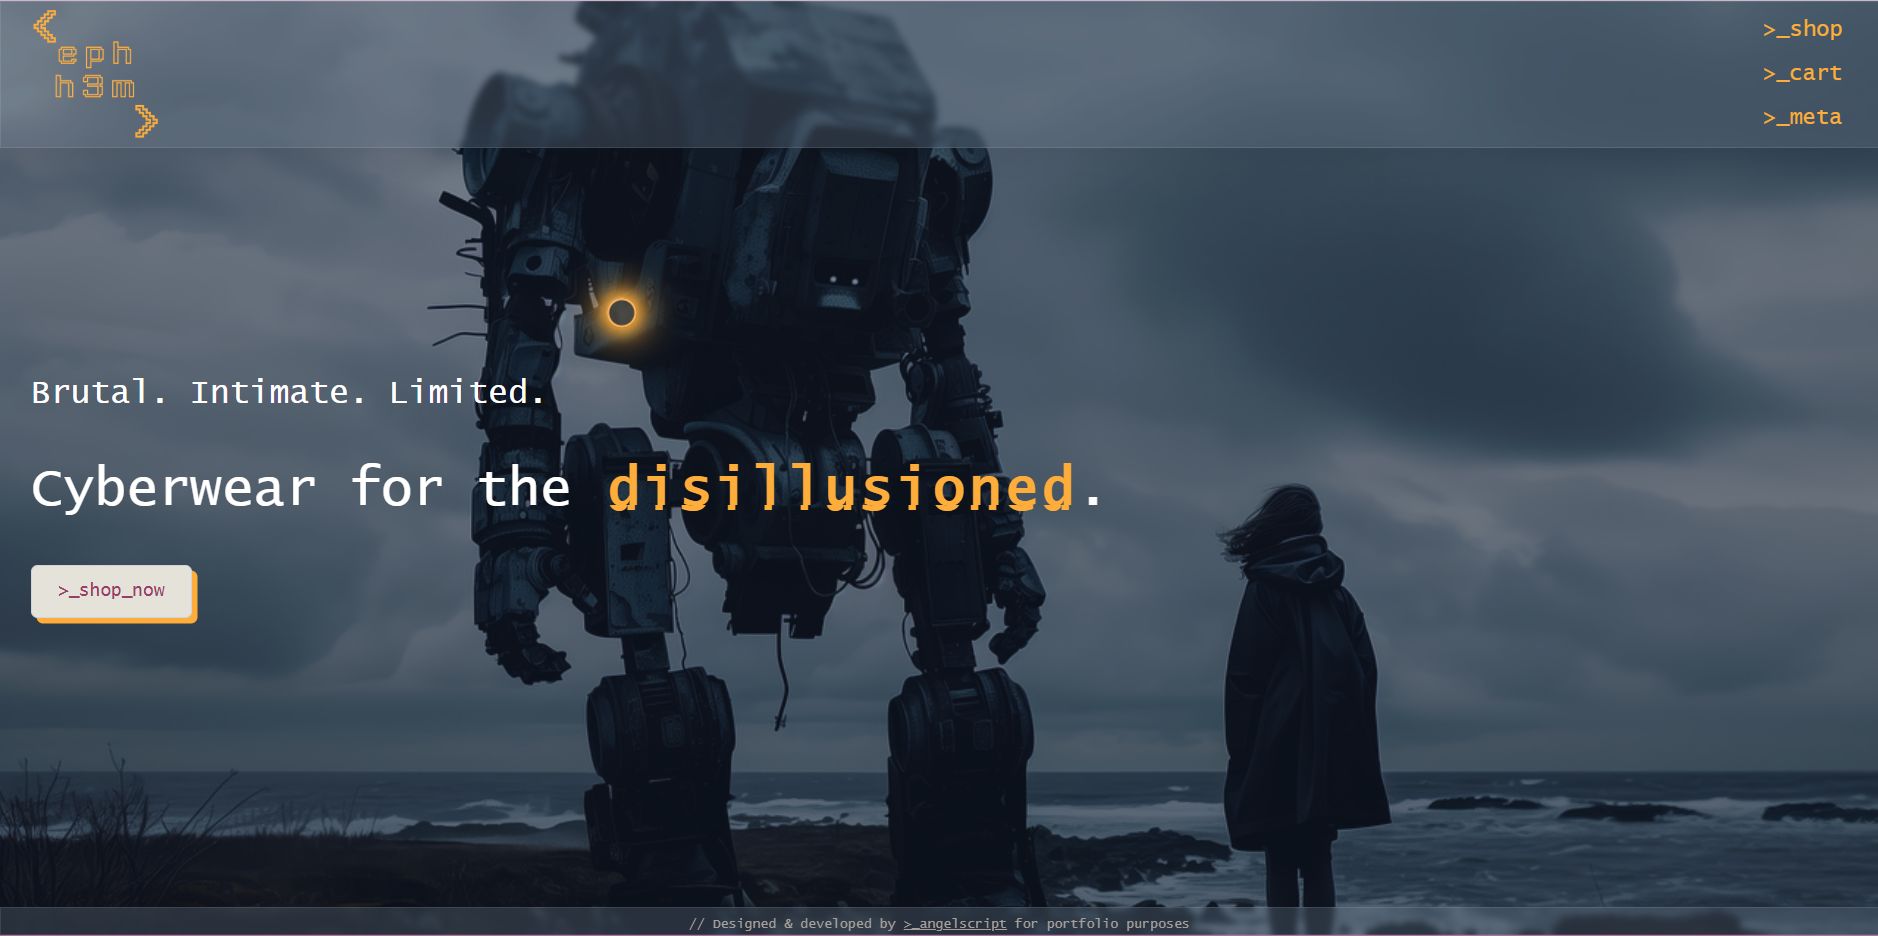 <
eph
h3m
>
>_shop
>_cart
>_meta
Brutal. Intimate. Limited.
Cyberwear for the disillusioned.
>_shop_now
// Designed & developed by >_angelscript for portfolio purposes